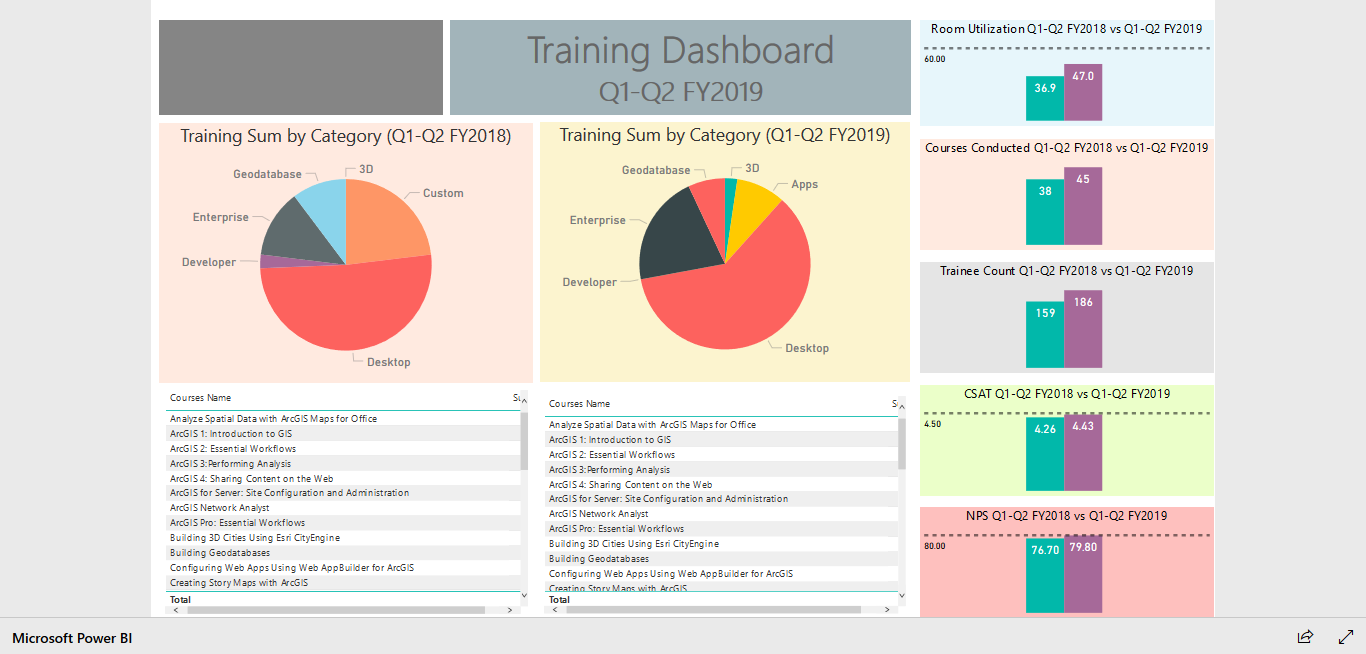 Training Dashboard
Q1-Q2 FY2019
Training Sum by Category (Q1-Q2 FY2018)
3D
Geodatabase
Custom
Enterprise
Developer
Desktop
Training Sum by Category (Q1-Q2 FY2019)
3D
Geodatabase
Apps
Enterprise
Developer
Desktop
Courses Name
Analyze Spatial Data with ArcGIS Maps for Office
ArcGIS 1: Introduction to GIS
ArcGIS 2: Essential Workflows
ArcGIS 3:Performing Analysis
ArcGIS 4: Sharing Content on the Web
ArcGIS for Server: Site Configuration and Administration
ArcGIS Network Analyst
ArcGIS Pro: Essential Workflows
Building 3D Cities Using Esri CityEngine
Building Geodatabases
Configuring Web Apps Using Web AppBuilder for ArcGIS
Creating Story Maps with ArcGIS
Total
Courses Name
Analyze Spatial Data with ArcGIS Maps for Office
ArcGIS 1: Introduction to GIS
ArcGIS 2: Essential Workflows
ArcGIS 3:Performing Analysis
ArcGIS 4: Sharing Content on the Web
ArcGIS for Server: Site Configuration and Administration
ArcGIS Network Analyst
ArcGIS Pro: Essential Workflows
Building 3D Cities Using Esri CityEngine
Building Geodatabases
Configuring Web Apps Using Web AppBuilder for ArcGIS
Creating Story Maps with ArcGIS
Total
Room Utilization Q1-Q2 FY2018 vs Q1-Q2 FY2019
60.00
36.9
47.0
Courses Conducted Q1-Q2 FY2018 vs Q1-Q2 FY2019
38
45
Trainee Count Q1-Q2 FY2018 vs Q1-Q2 FY2019
159
186
CSAT Q1-Q2 FY2018 vs Q1-Q2 FY2019
4.50
4.26
4.43
NPS Q1-Q2 FY2018 vs Q1-Q2 FY2019
80.00
76.70
79.80
Microsoft Power BI